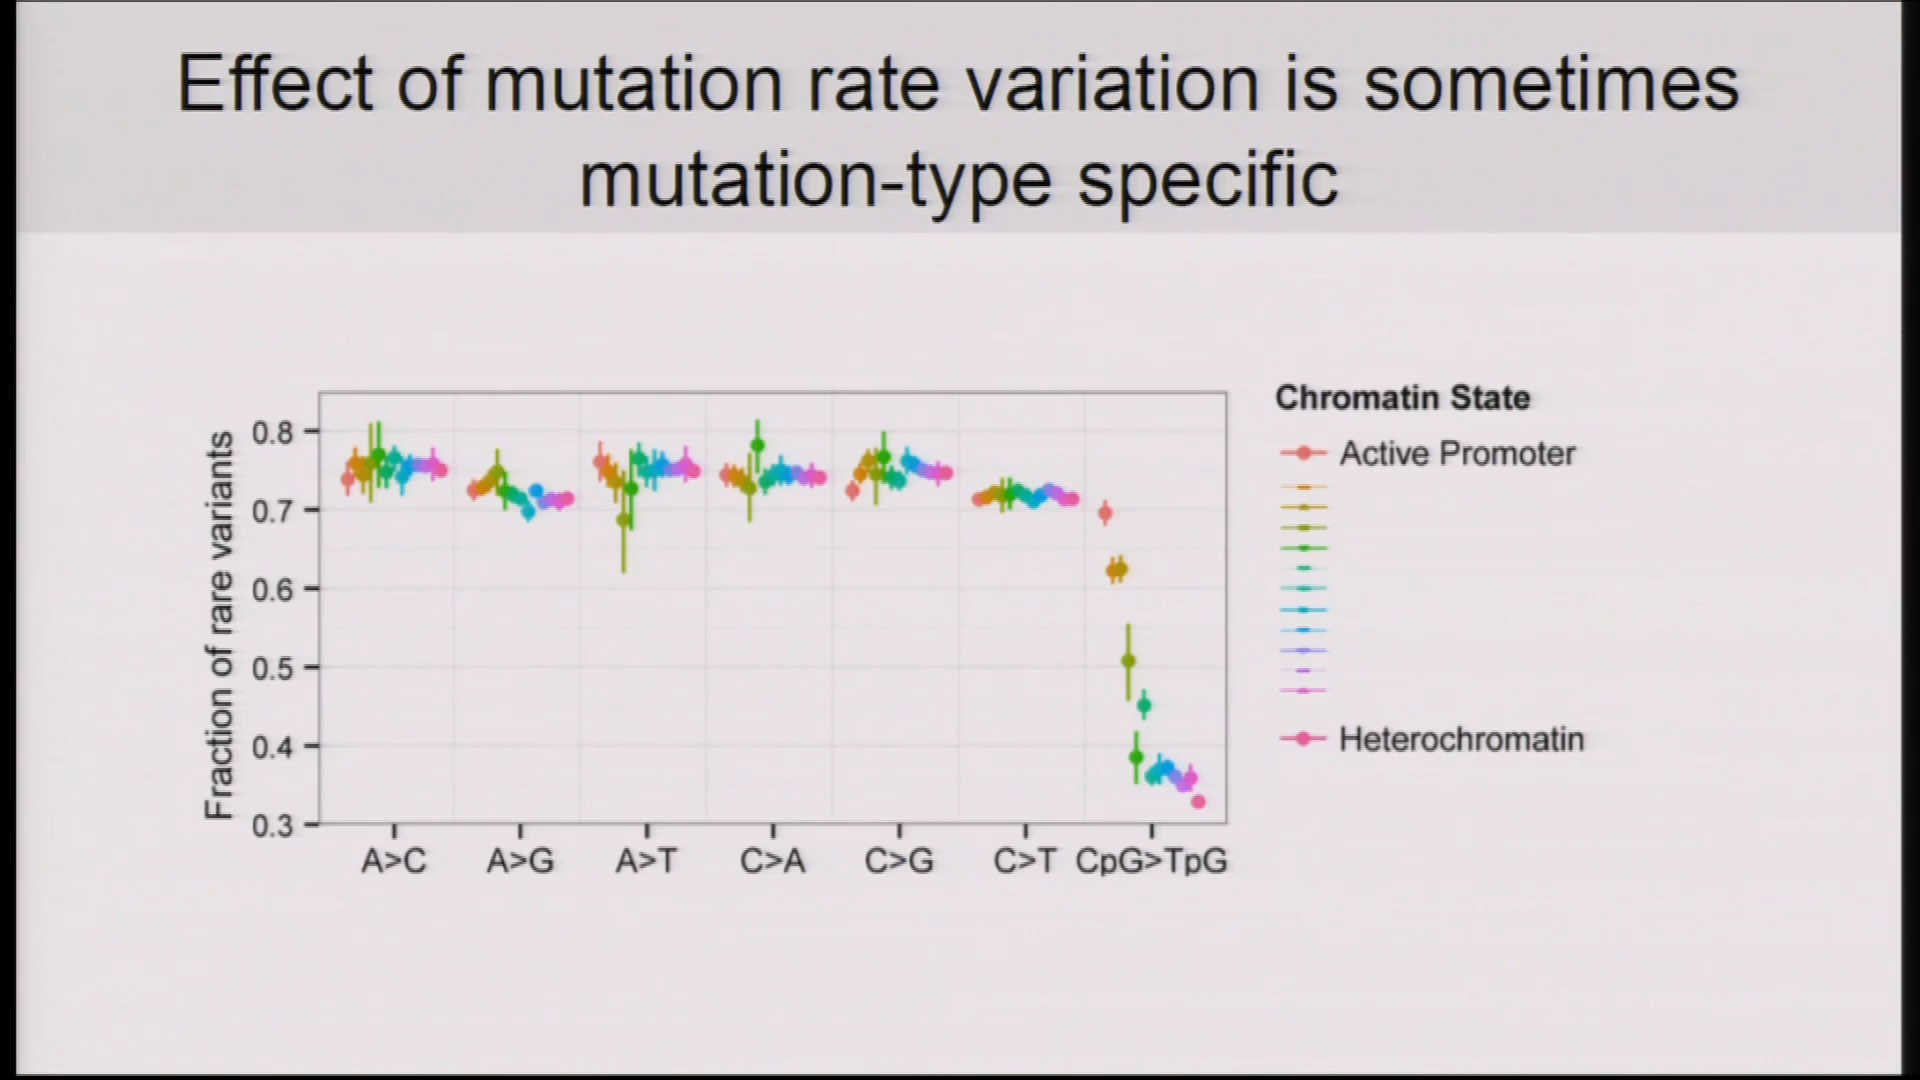 Effect of mutation rate variation is sometimes
mutation-type specific
Fraction of rare variants
0.8
0.7
0.6
0.5
0.4
0.3
A>C
A>G
A>T
C>A
C>G
C>T
CpG>TpG
Chromatin State
Active Promoter
Heterochromatin